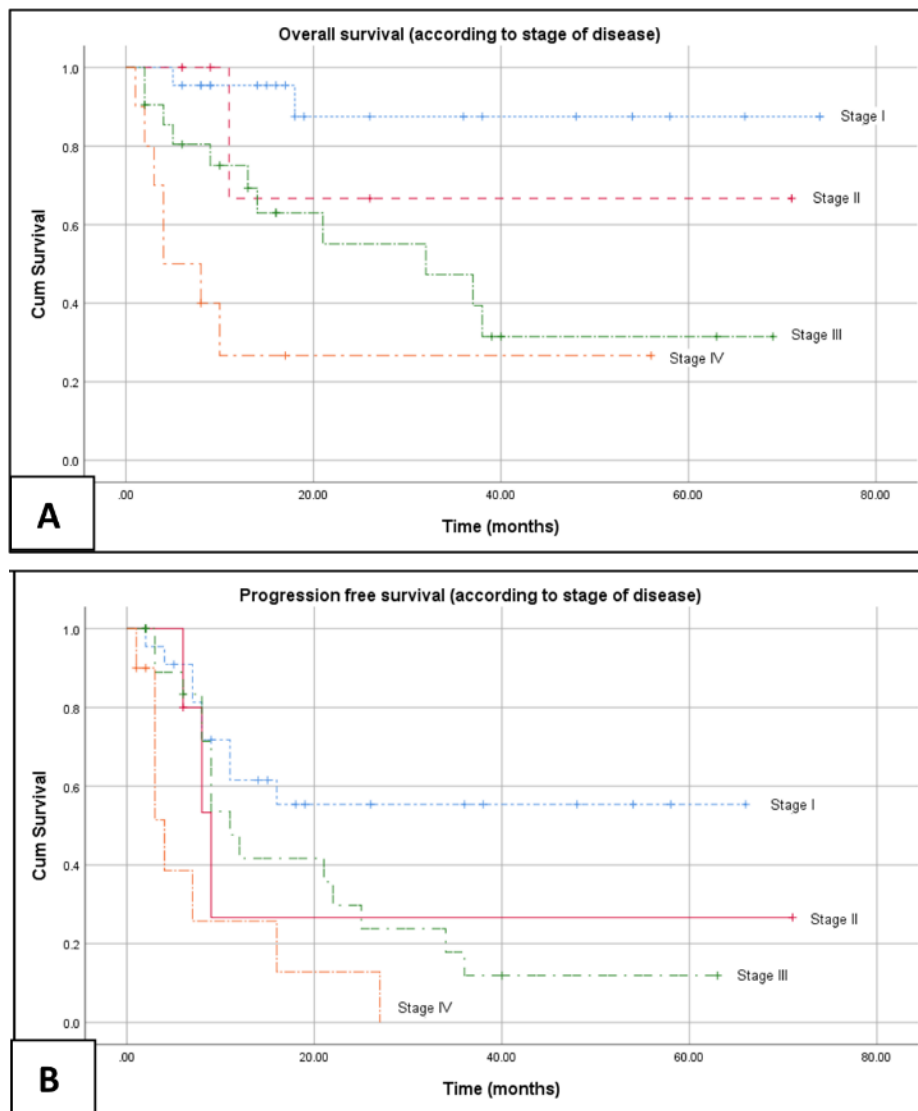 Overall survival (according to stage of disease)
1.0
0.8
0.6
0.4
0.2
0.0
Cum Survival
Stage I
Stage II
Stage III
Stage IV
.00 20.00 40.00 60.00 80.00
Time (months)
A
Progression free survival (according to stage of disease)
1.0
0.8
0.6
0.4
0.2
0.0
Cum Survival
Stage I
Stage II
Stage III
Stage IV
.00 20.00 40.00 60.00 80.00
Time (months)
B